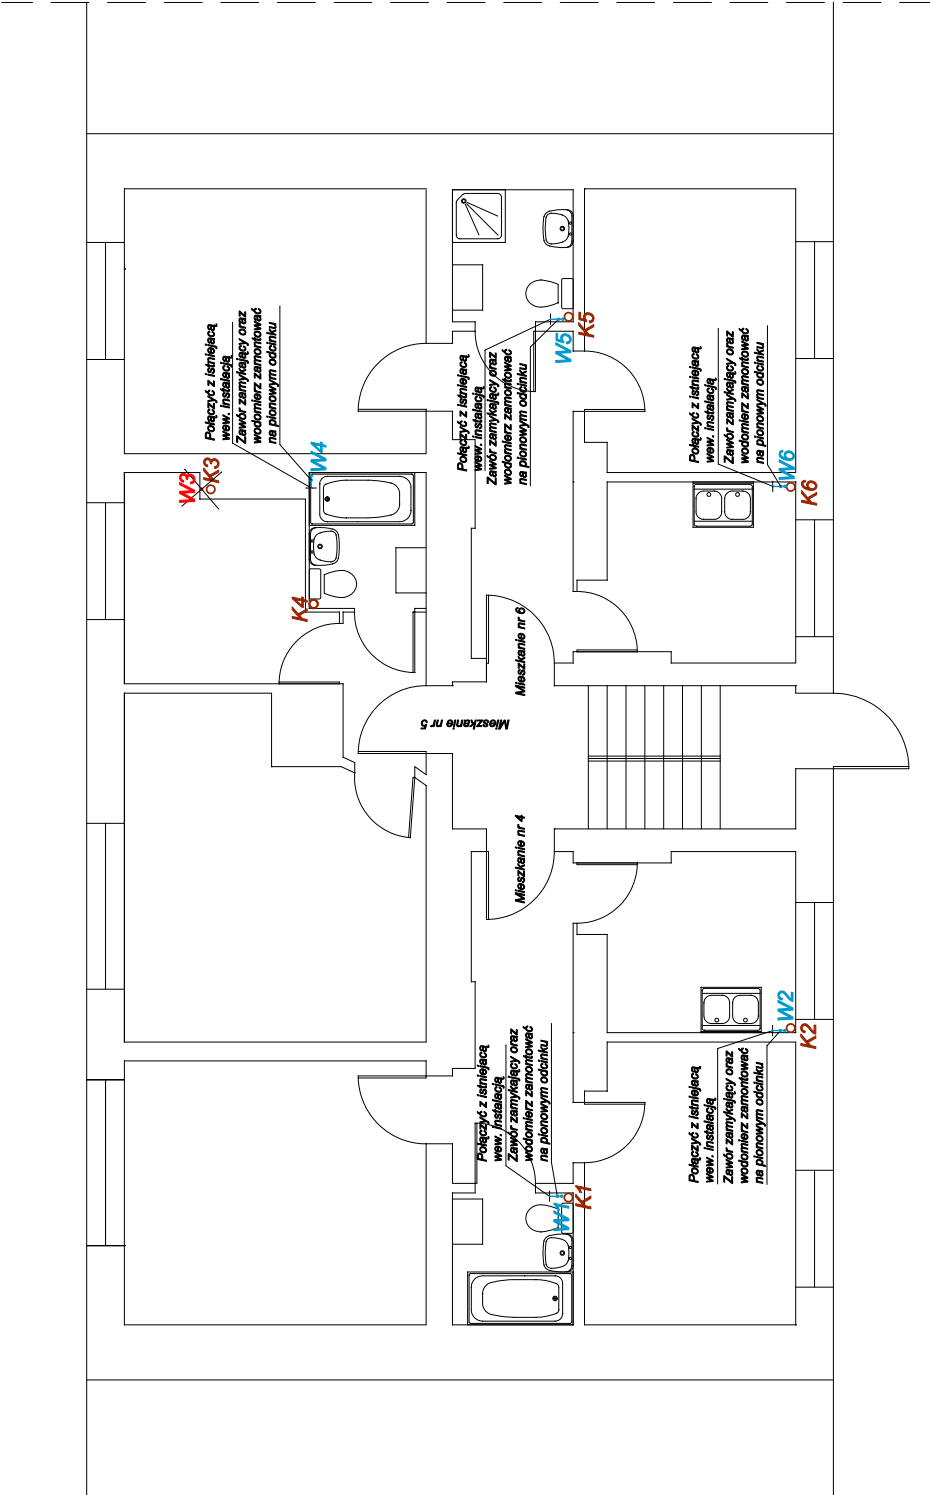 W3
K3
Połączyć z istniejącą
wew. instalacją
Zawór zamykający oraz
wodomierz zamontować
na pionowym odcinku
W4
K4
Połączyć z istniejącą
wew. instalacją
Zawór zamykający oraz
wodomierz zamontować
na pionowym odcinku
W5
K5
Połączyć z istniejącą
wew. instalacją
Zawór zamykający oraz
wodomierz zamontować
na pionowym odcinku
W6
K6
Mieszkanie nr 6
Mieszkanie nr 5
Mieszkanie nr 4
Połączyć z istniejącą
wew. instalacją
Zawór zamykający oraz
wodomierz zamontować
na pionowym odcinku
W1
K1
Połączyć z istniejącą
wew. instalacją
Zawór zamykający oraz
wodomierz zamontować
na pionowym odcinku
W2
K2